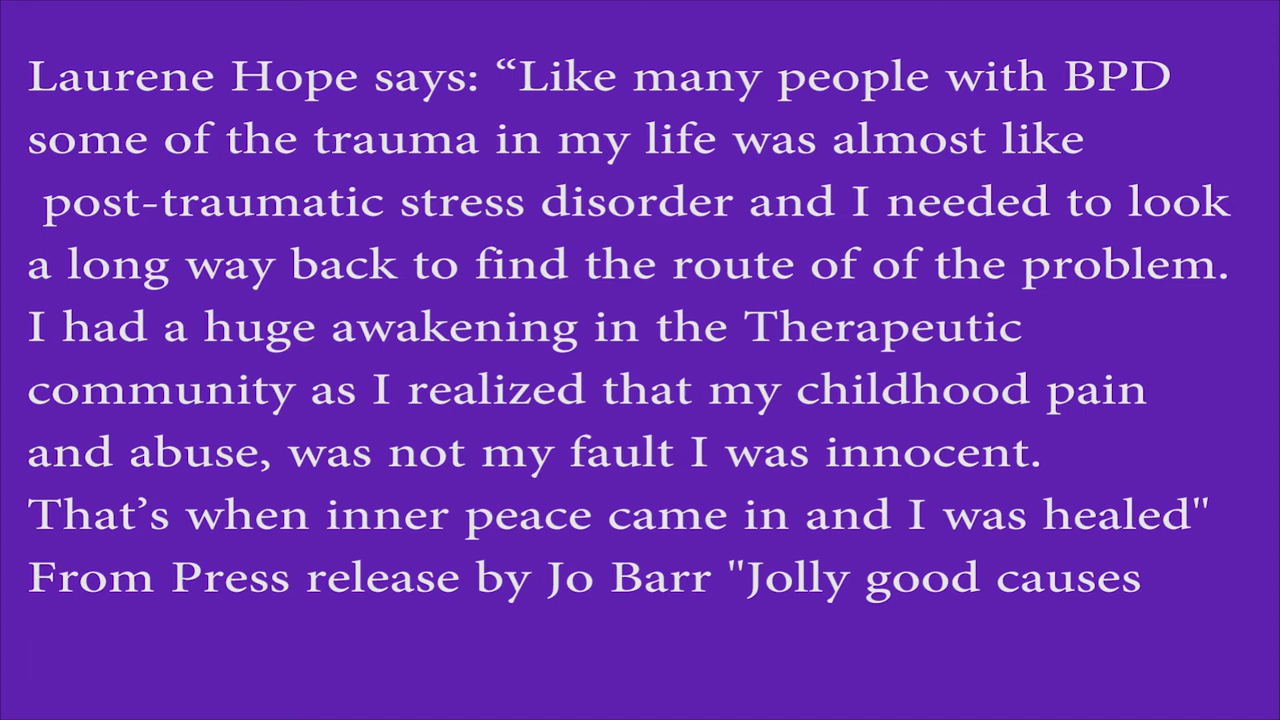 Laurene Hope says: “Like many people with BPD
some of the trauma in my life was almost like
post-traumatic stress disorder and I needed to look
a long way back to find the route of of the problem.
I had a huge awakening in the Therapeutic
community as I realized that my childhood pain
and abuse, was not my fault I was innocent.
That’s when inner peace came in and I was healed"
From Press release by Jo Barr "Jolly good causes